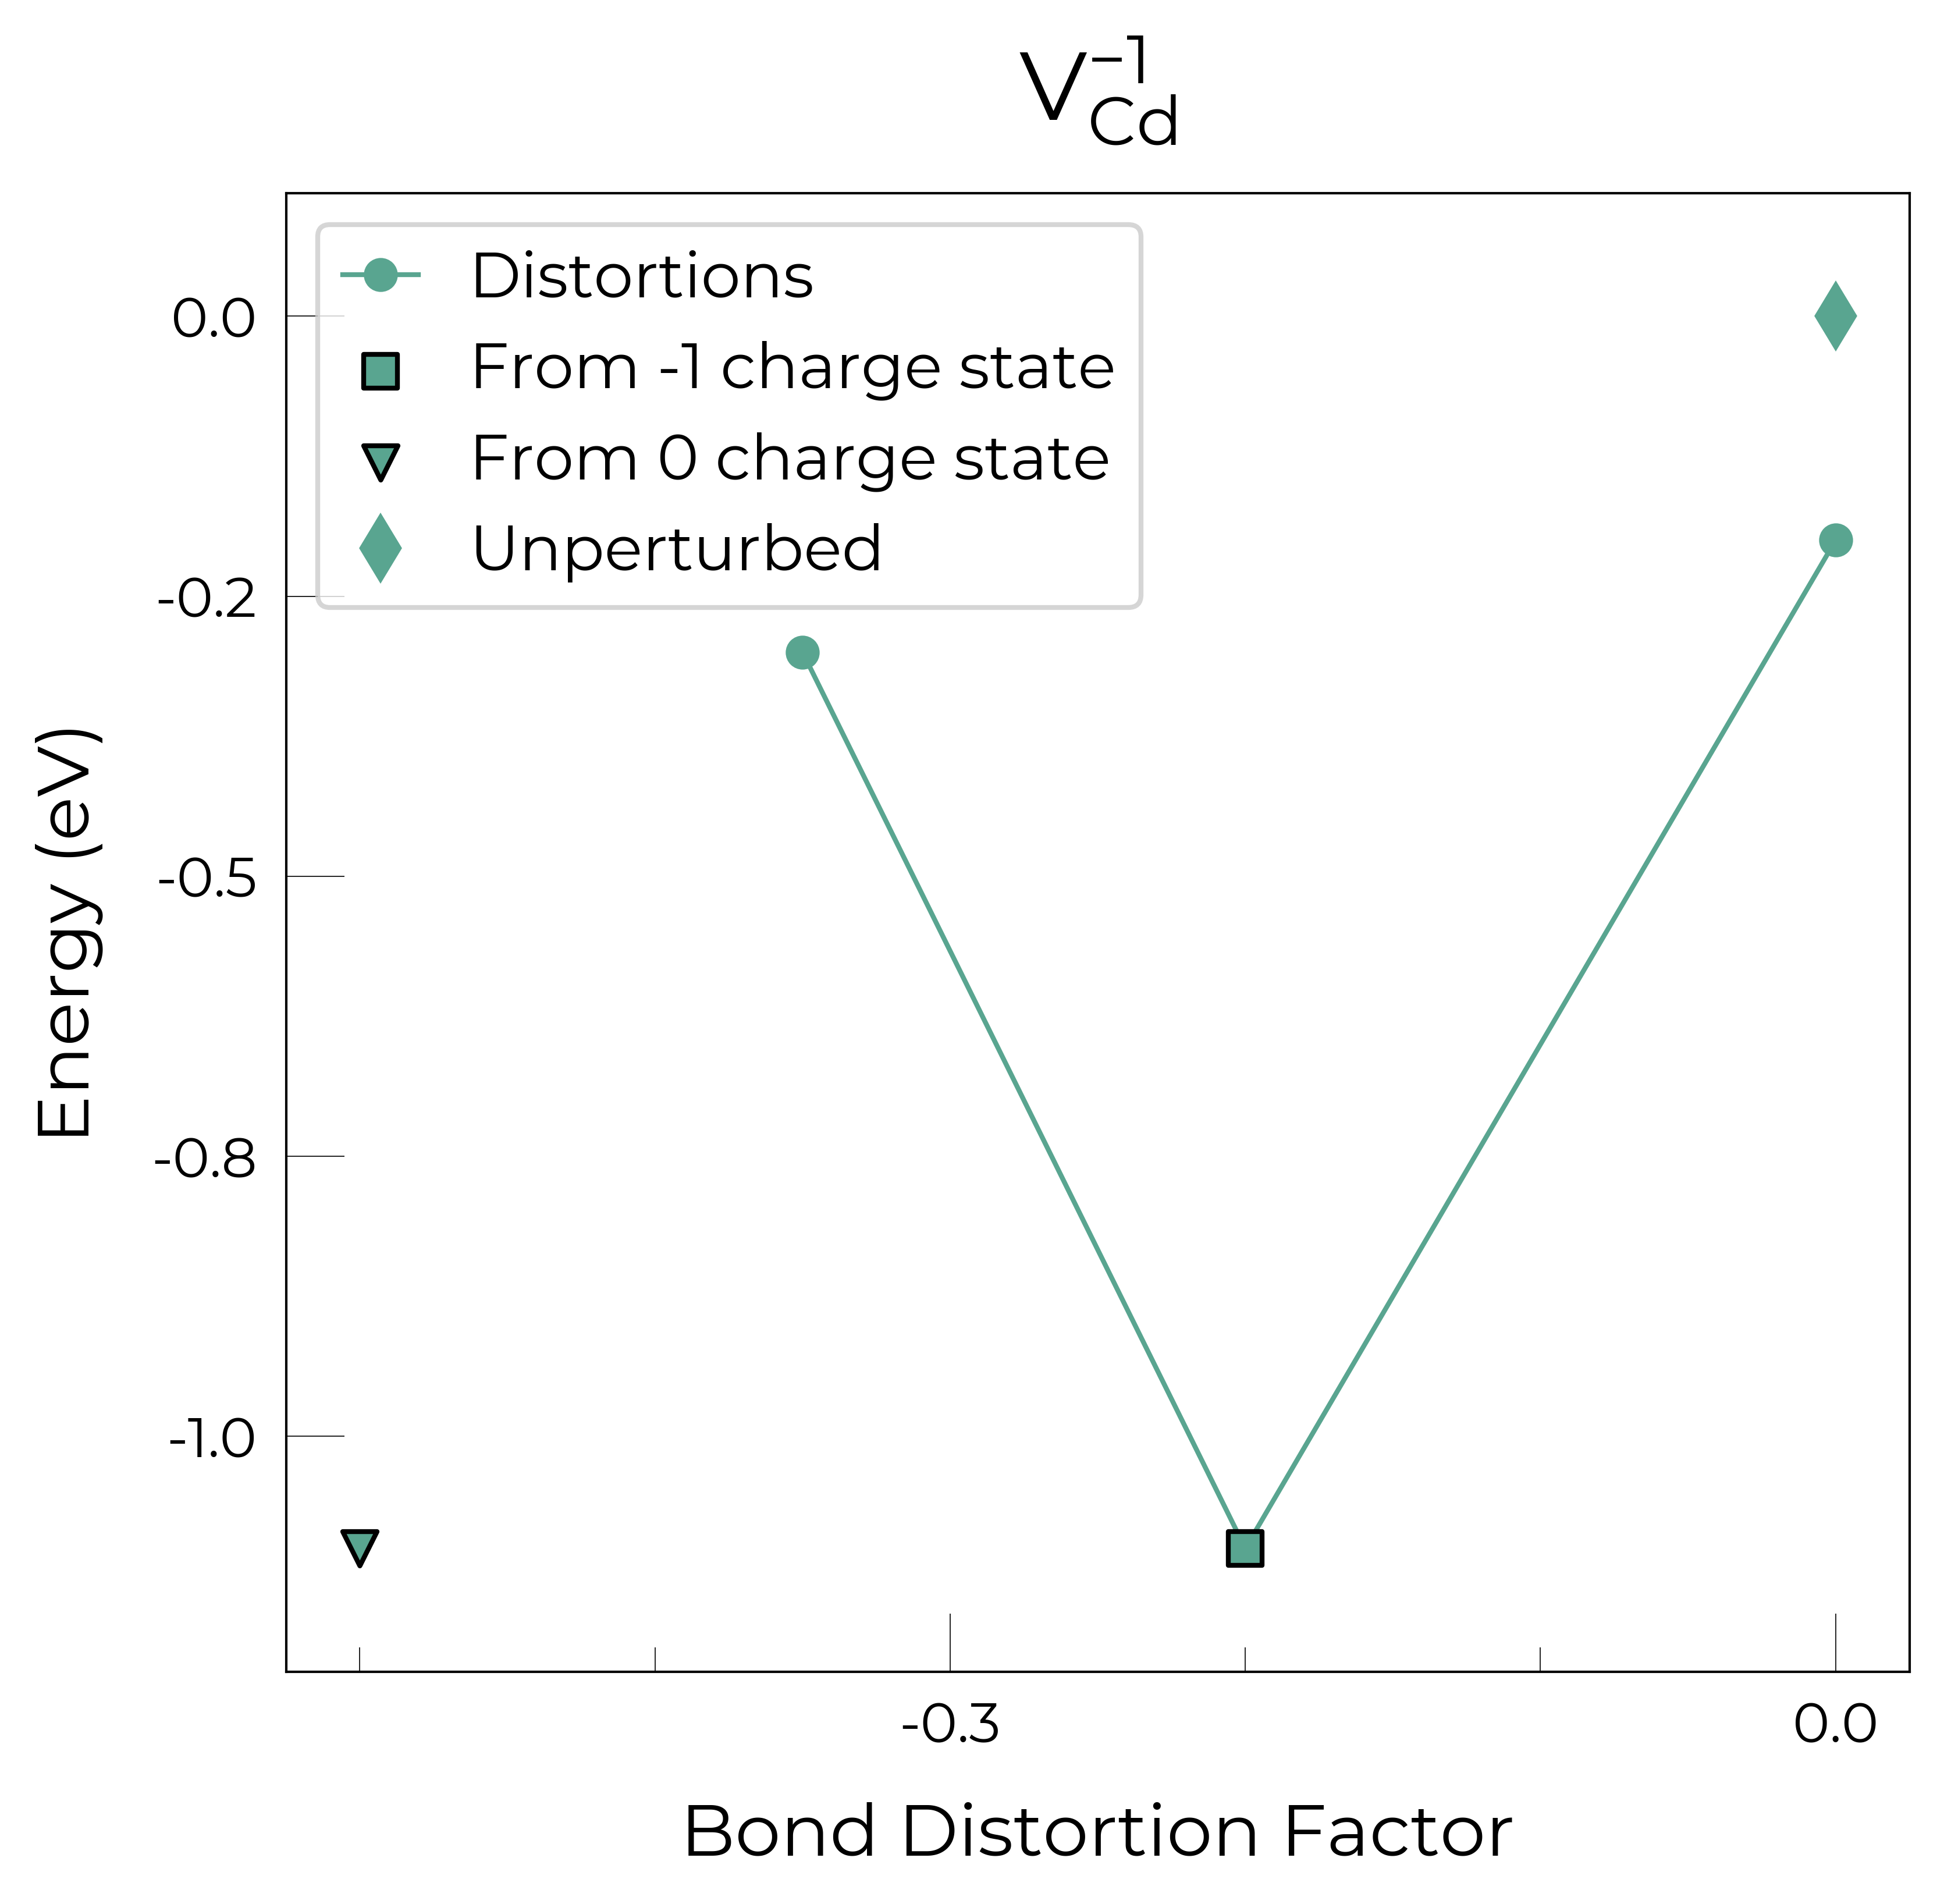 V$_{Cd}^{-1}$
Distortions
From -1 charge state
From 0 charge state
Unperturbed
0.0
-0.2
-0.5
-0.8
-1.0
Energy (eV)
-0.3 0.0
Bond Distortion Factor